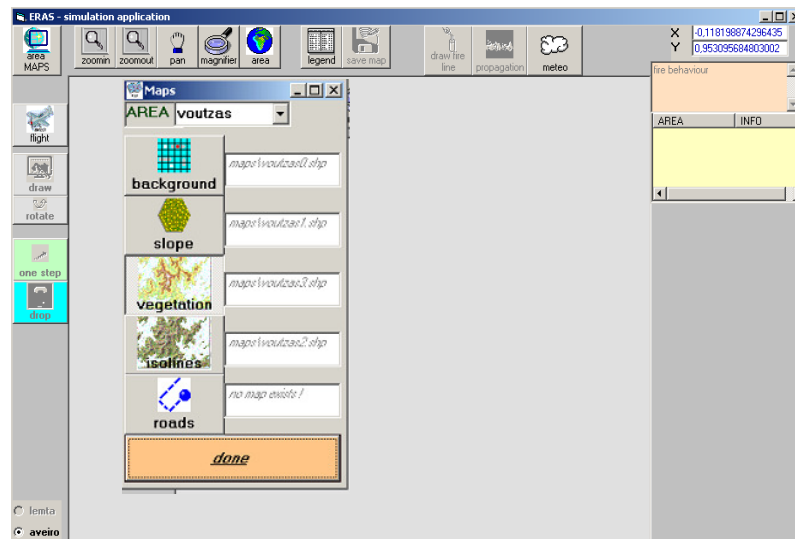 ERAS - simulation application
area
MAPS
zoomin
zoomout
pan
magnifier
area
legend
save map
draw fire
line
propagation
meteo
X
-0,118198874296435
Y
0,953095684803002
fire behaviour
AREA
INFO
flight
draw
rotate
one step
drop
lemta
aveiro
Maps
AREA
voutzas
background
maps\voutzas0.shp
slope
maps\voutzas1.shp
vegetation
maps\voutzas3.shp
isolines
maps\voutzas2.shp
roads
no map exists !
done